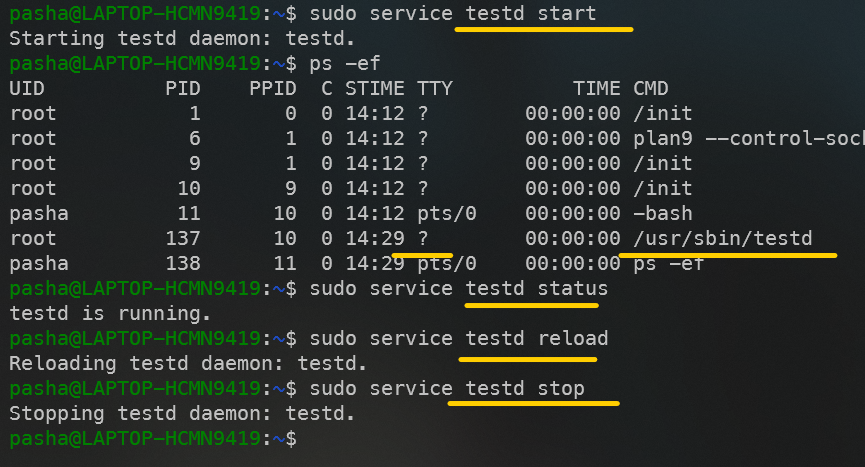 pasha@LAPTOP-HCMN9419:~$ sudo service testd start
Starting testd daemon: testd.
pasha@LAPTOP-HCMN9419:~$ ps -ef
UID          PID    PPID  C STIME TTY          TIME CMD
root           1       0  0 14:12 ?        00:00:00 /init
root           6       1  0 14:12 ?        00:00:00 plan9 --control-soc
root           9       1  0 14:12 ?        00:00:00 /init
root          10       9  0 14:12 ?        00:00:00 /init
pasha         11      10  0 14:12 pts/0    00:00:00 -bash
root         137      10  0 14:29 ?        00:00:00 /usr/sbin/testd
pasha        138      11  0 14:29 pts/0    00:00:00 ps -ef
pasha@LAPTOP-HCMN9419:~$ sudo service testd status
testd is running.
pasha@LAPTOP-HCMN9419:~$ sudo service testd reload
Reloading testd daemon: testd.
pasha@LAPTOP-HCMN9419:~$ sudo service testd stop
Stopping testd daemon: testd.
pasha@LAPTOP-HCMN9419:~$